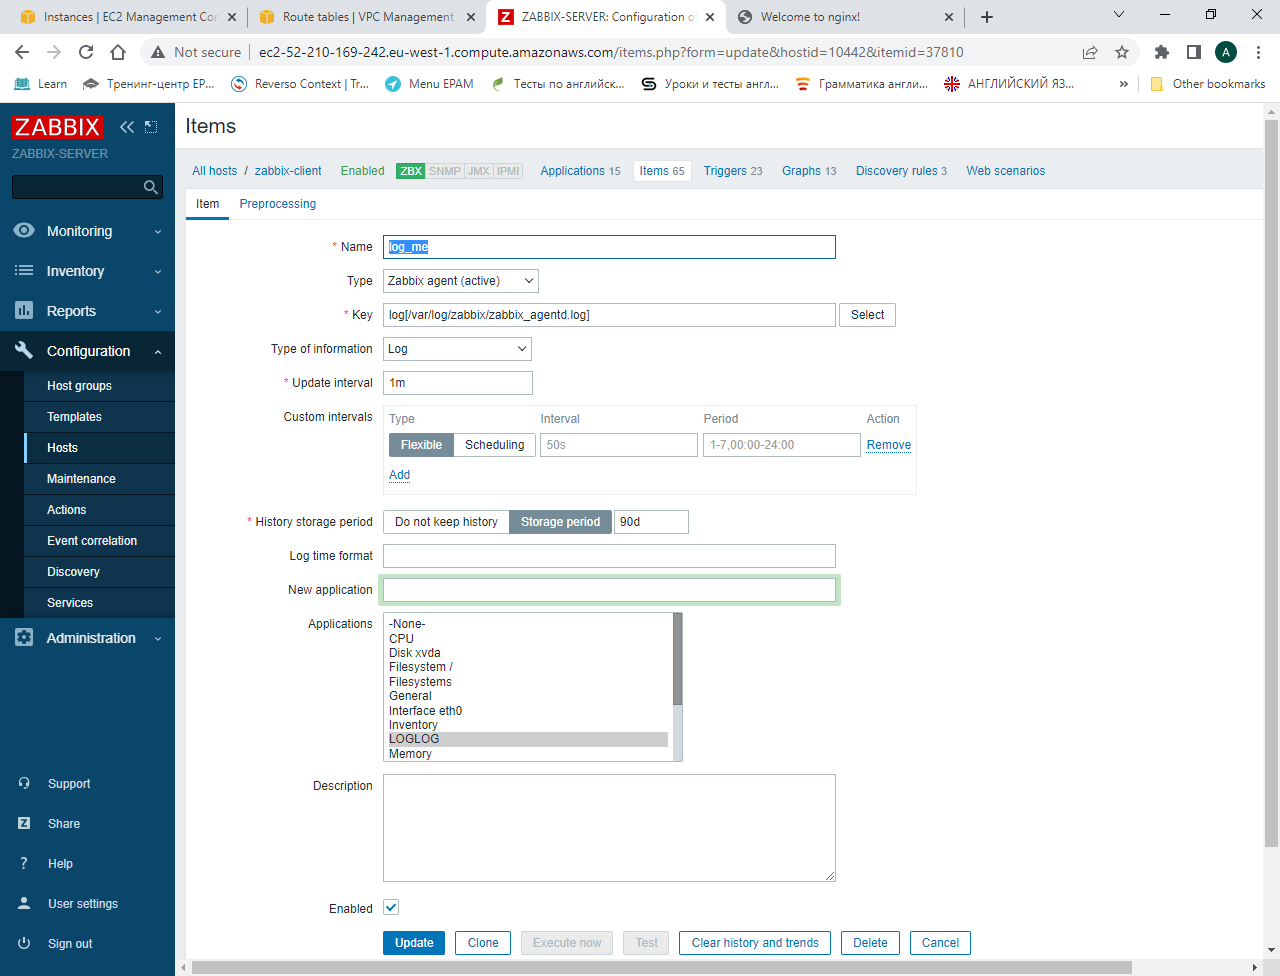 Instances | EC2 Management Con
Route tables | VPC Management
ZABBIX-SERVER: Configuration o
Welcome to nginx!
Not secure
ec2-52-210-169-242.eu-west-1.compute.amazonaws.com/items.php?form=update&hostid=10442&itemid=37810
A
Learn
Тренинг-центр EP...
Reverso Context | Tr...
Menu EPAM
Тесты по английск...
Уроки и тесты англ...
Грамматика англи...
АНГЛИЙСКИЙ ЯЗ...
»
Other bookmarks
ZABBIX
ZABBIX-SERVER
Monitoring
Inventory
Reports
Configuration
Host groups
Templates
Hosts
Maintenance
Actions
Event correlation
Discovery
Services
Administration
Support
Share
Help
User settings
Sign out
Items
All hosts / zabbix-client Enabled ZBX SNMP JMX IPMI Applications 15 Items 65 Triggers 23 Graphs 13 Discovery rules 3 Web scenarios
Item Preprocessing
* Name log_me
Type Zabbix agent (active)
* Key log[/var/log/zabbix/zabbix_agentd.log] Select
Type of information Log
* Update interval 1m
Custom intervals Type Interval Period Action
Flexible Scheduling 50s 1-7,00:00-24:00 Remove
Add
* History storage period Do not keep history Storage period 90d
Log time format
New application
Applications -None-
CPU
Disk xvda
Filesystem /
Filesystems
General
Interface eth0
Inventory
LOGLOG
Memory
Description
Enabled
Update Clone Execute now Test Clear history and trends Delete Cancel